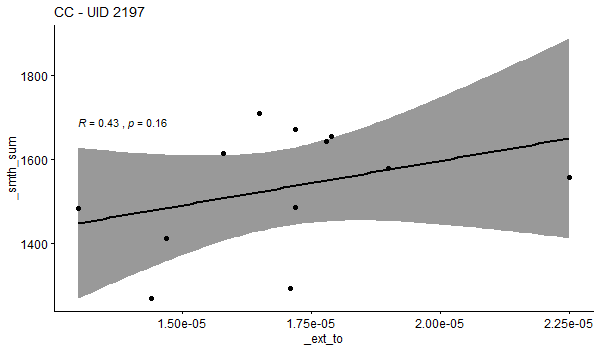 CC - UID 2197
R = 0.43 , p = 0.16
_smth_sum
1800
1600
1400
1.50e-05 1.75e-05 2.00e-05 2.25e-05
_ext_to